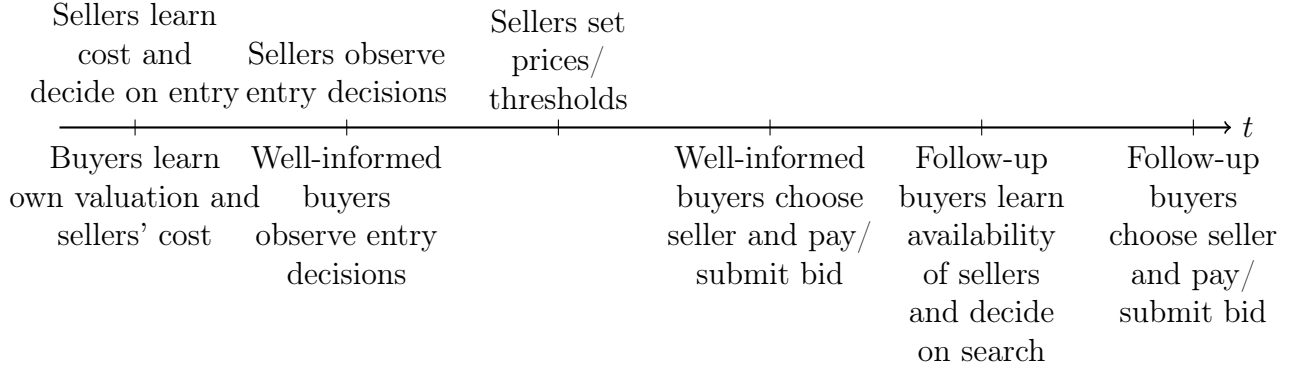 Sellers learn
cost and
decide on entry
Sellers observe
entry decisions
Sellers set
prices/
thresholds
t
Buyers learn
own valuation and
sellers' cost
Well-informed
buyers
observe entry
decisions
Well-informed
buyers choose
seller and pay/
submit bid
Follow-up
buyers learn
availability
of sellers
and decide
on search
Follow-up
buyers
choose seller
and pay/
submit bid